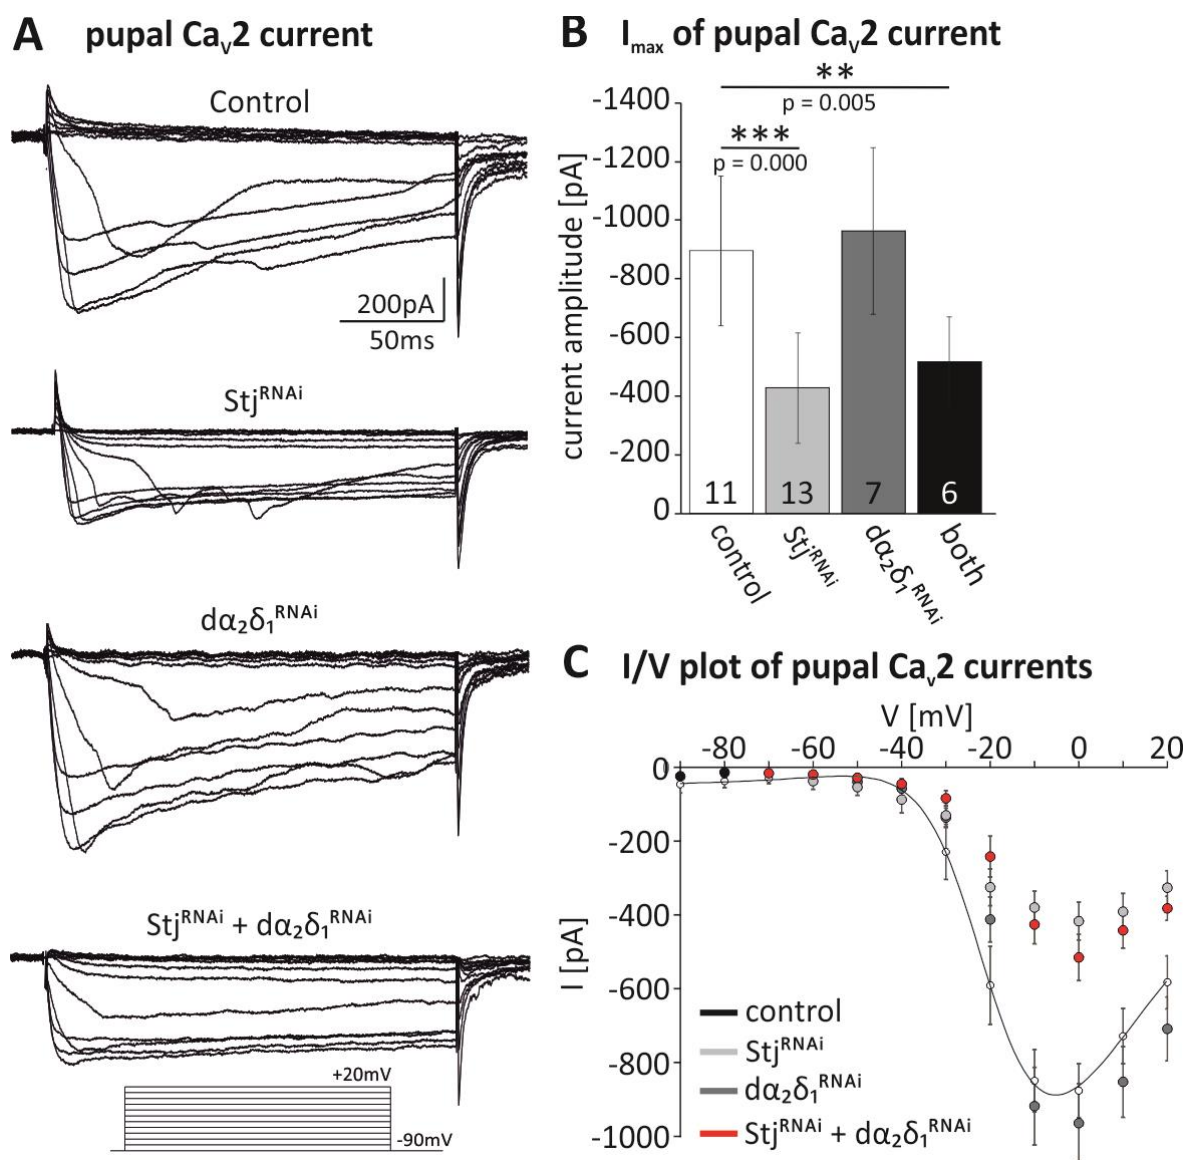 A pupal Caᵥ2 current
Control
200pA
50ms
Stjᴿᴺᴬⁱ
dα₂δ₁ᴿᴺᴬⁱ
Stjᴿᴺᴬⁱ + dα₂δ₁ᴿᴺᴬⁱ
+20mV
-90mV
B Iₘₐₓ of pupal Caᵥ2 current
**
p = 0.005
***
p = 0.000
current amplitude [pA]
-1400
-1200
-1000
-800
-600
-400
-200
0
11 13 7 6
control
Stjᴿᴺᴬⁱ
dα₂δ₁ᴿᴺᴬⁱ
both
C I/V plot of pupal Caᵥ2 currents
V [mV]
-80 -60 -40 -20 0 20
I [pA]
0
-200
-400
-600
-800
-1000
control
Stjᴿᴺᴬⁱ
dα₂δ₁ᴿᴺᴬⁱ
Stjᴿᴺᴬⁱ + dα₂δ₁ᴿᴺᴬⁱ